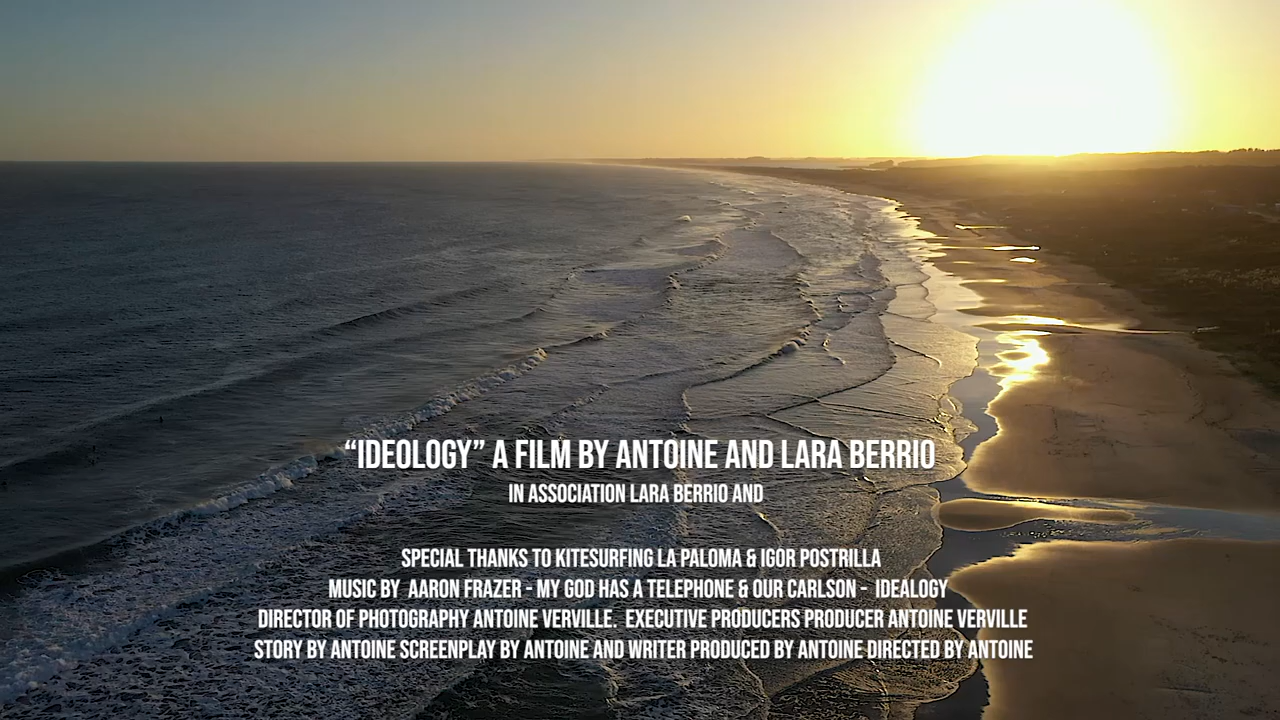 “IDEOLOGY” A FILM BY ANTOINE AND LARA BERRIO
IN ASSOCIATION LARA BERRIO AND
SPECIAL THANKS TO KITESURFING LA PALOMA & IGOR POSTRILLA
MUSIC BY  AARON FRAZER - MY GOD HAS A TELEPHONE & OUR CARLSON -  IDEALOGY
DIRECTOR OF PHOTOGRAPHY ANTOINE VERVILLE.  EXECUTIVE PRODUCERS PRODUCER ANTOINE VERVILLE
STORY BY ANTOINE SCREENPLAY BY ANTOINE AND WRITER PRODUCED BY ANTOINE DIRECTED BY ANTOINE